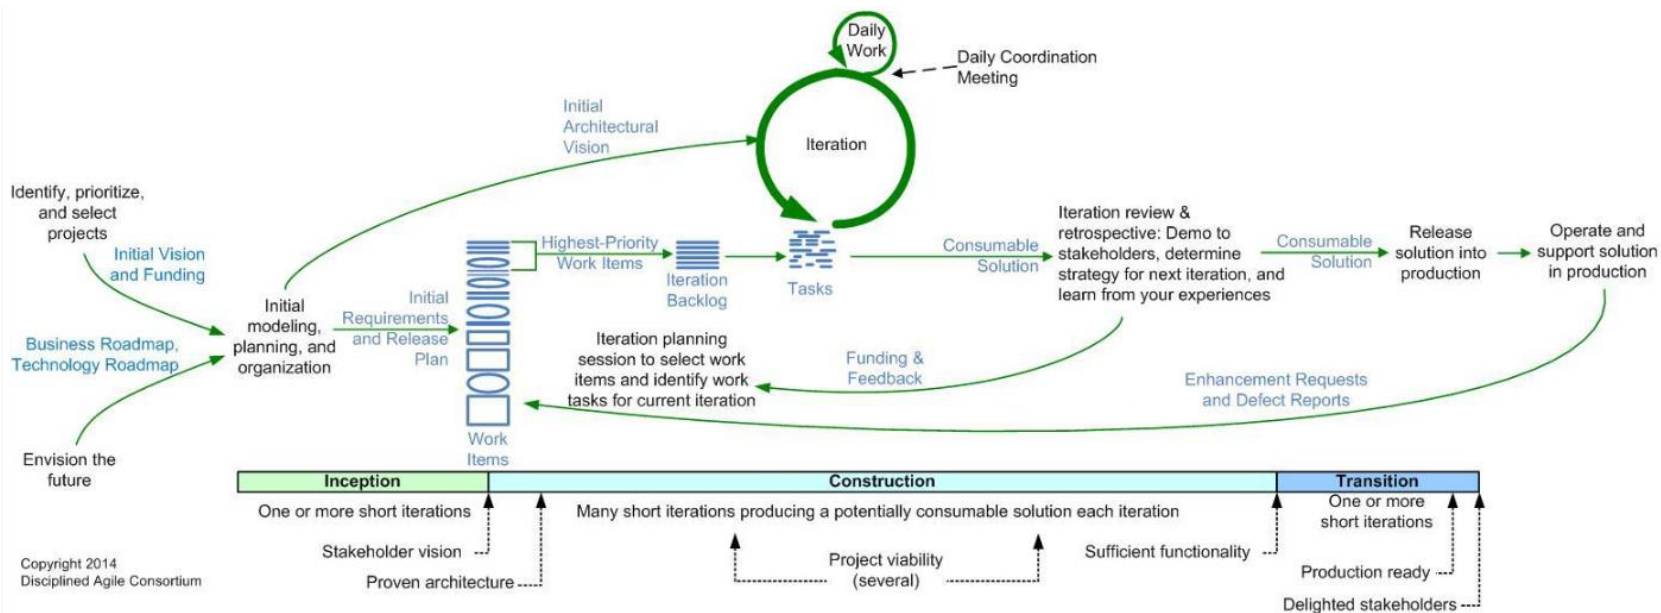 Daily
Work
Daily Coordination
Meeting
Initial
Architectural
Vision
Iteration
Identify, prioritize,
and select
projects
Initial Vision
and Funding
Business Roadmap,
Technology Roadmap
Envision the
future
Initial
modeling,
planning, and
organization
Initial
Requirements
and Release
Plan
Work
Items
Highest-Priority
Work Items
Iteration
Backlog
Tasks
Iteration planning
session to select work
items and identify work
tasks for current iteration
Consumable
Solution
Iteration review &
retrospective: Demo to
stakeholders, determine
strategy for next iteration, and
learn from your experiences
Funding &
Feedback
Consumable
Solution
Release
solution into
production
Operate and
support solution
in production
Enhancement Requests
and Defect Reports
Inception
Construction
Transition
One or more short iterations
Many short iterations producing a potentially consumable solution each iteration
One or more
short iterations
Stakeholder vision
Proven architecture
Project viability
(several)
Sufficient functionality
Production ready
Delighted stakeholders
Copyright 2014
Disciplined Agile Consortium